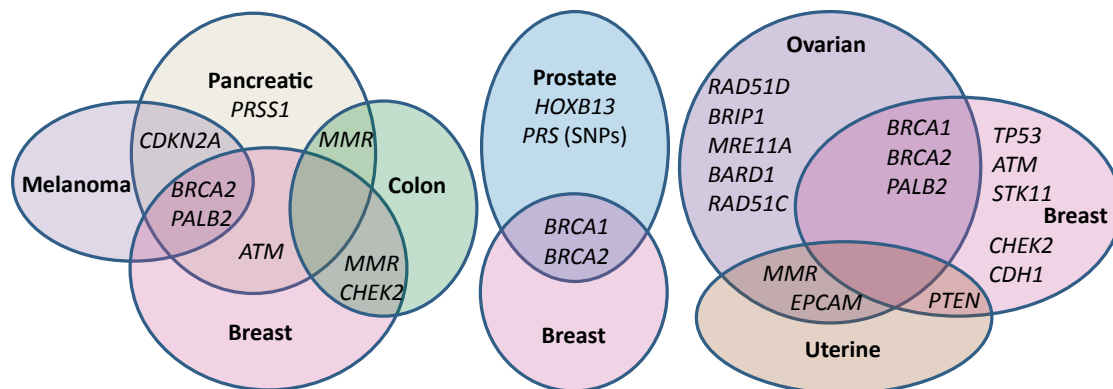 Pancreatic
PRSS1
CDKN2A
MMR
Melanoma
BRCA2
PALB2
Colon
ATM
MMR
CHEK2
Breast
Prostate
HOXB13
PRS (SNPs)
BRCA1
BRCA2
Breast
Ovarian
RAD51D
BRIP1
MRE11A
BARD1
RAD51C
BRCA1
BRCA2
PALB2
TP53
ATM
STK11
Breast
CHEK2
CDH1
MMR
EPCAM
PTEN
Uterine